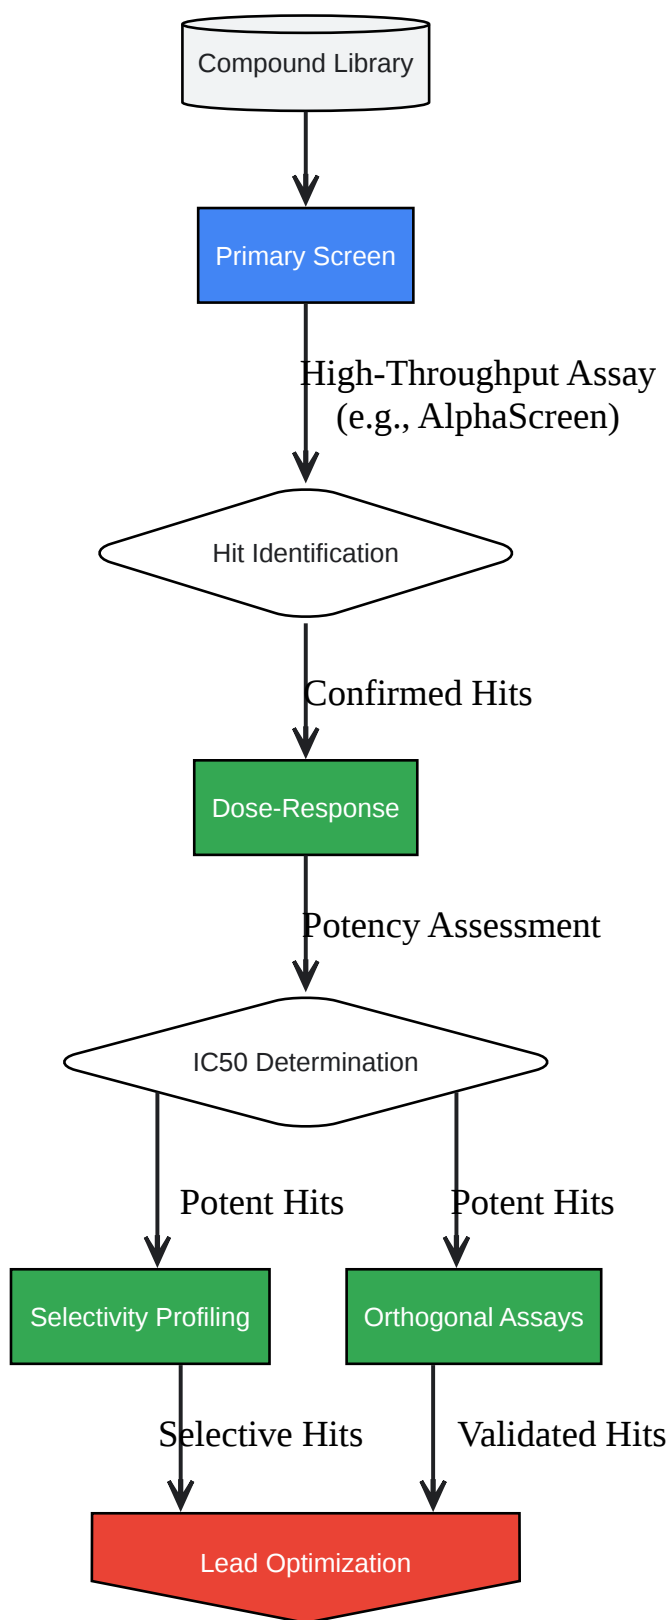 Compound Library
Primary Screen
High-Throughput Assay
(e.g., AlphaScreen)
Hit Identification
Confirmed Hits
Dose-Response
Potency Assessment
IC50 Determination
Potent Hits
Potent Hits
Selectivity Profiling
Orthogonal Assays
Selective Hits
Validated Hits
Lead Optimization